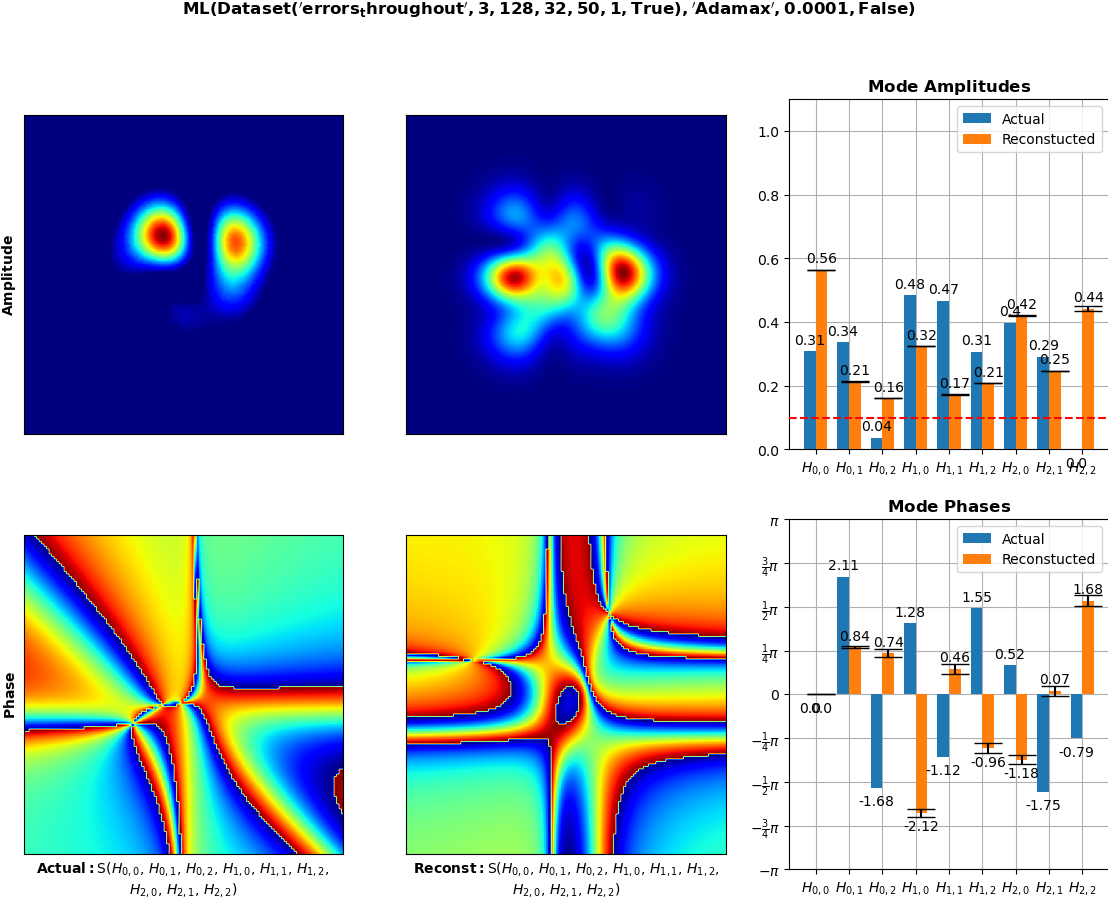 ML(Dataset('errors_throughout', 3, 128, 32, 50, 1, True), 'Adamax', 0.0001, False)
Amplitude
Mode Amplitudes
Actual
Reconstucted
1.0
0.8
0.6
0.4
0.2
0.0
0.31 0.56 0.34 0.21 0.04 0.16 0.48 0.32 0.47 0.17 0.31 0.21 0.4 0.42 0.29 0.25 0.0 0.44
H0,0 H0,1 H0,2 H1,0 H1,1 H1,2 H2,0 H2,1 H2,2
Phase
Mode Phases
Actual
Reconstucted
π
3/4π
1/2π
1/4π
0
−1/4π
−1/2π
−3/4π
−π
0.0 0.0 2.11 0.84 -1.68 0.74 1.28 -2.12 -1.12 0.46 1.55 -0.96 0.52 -1.18 -1.75 0.07 -0.79 1.68
H0,0 H0,1 H0,2 H1,0 H1,1 H1,2 H2,0 H2,1 H2,2
Actual: S(H0,0, H0,1, H0,2, H1,0, H1,1, H1,2,
H2,0, H2,1, H2,2)
Reconst: S(H0,0, H0,1, H0,2, H1,0, H1,1, H1,2,
H2,0, H2,1, H2,2)